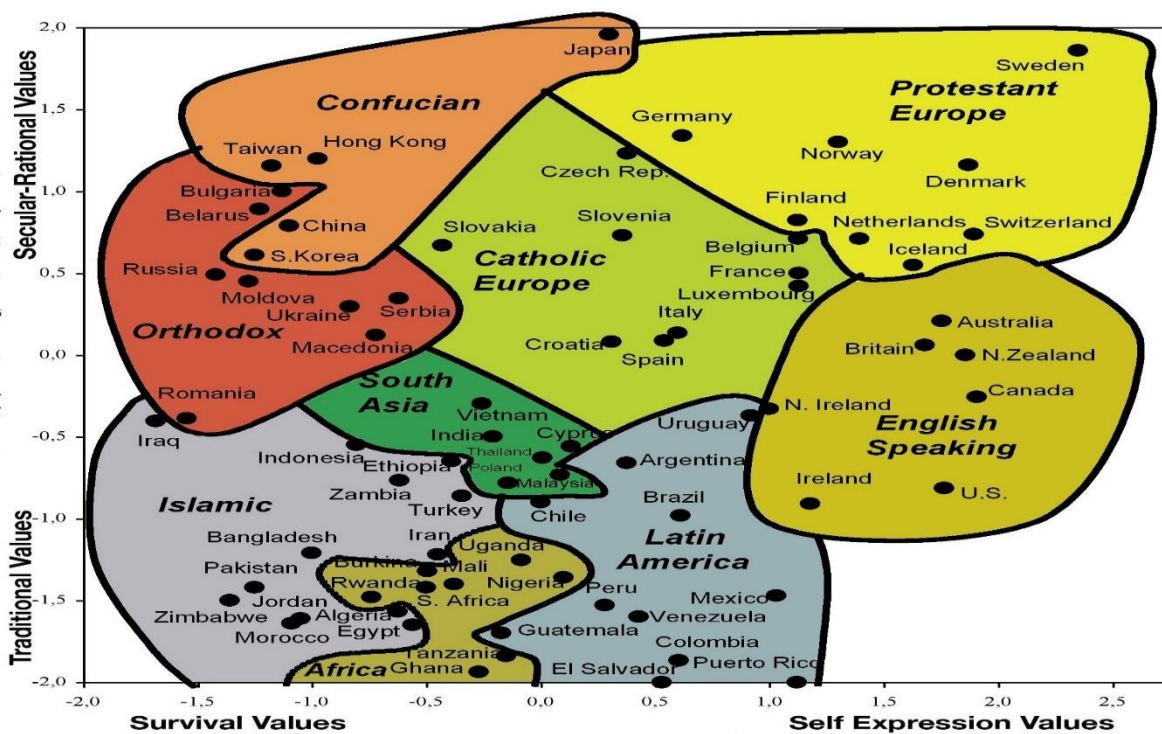 2,0
Japan
Sweden
Confucian
Protestant
Europe
1,5
Germany
Taiwan
Hong Kong
Norway
Czech Rep.
Denmark
1,0
Bulgaria
Belarus
China
Slovakia
Slovenia
Finland
Netherlands
Switzerland
Belgium
Iceland
S.Korea
Catholic
Europe
France
0,5
Russia
Moldova
Ukraine
Serbia
Luxembourg
Orthodox
Macedonia
Croatia
Italy
Spain
Australia
Britain
N.Zealand
0,0
Romania
South
Asia
Canada
Vietnam
Uruguay
N. Ireland
English
Speaking
Iraq
-0,5
India
Cyprus
Indonesia
Ethiopia
Thailand
Poland
Malaysia
Argentina
Zambia
Turkey
Chile
Brazil
Ireland
U.S.
Islamic
-1,0
Latin
America
Bangladesh
Iran
Uganda
Burkina
Mali
Pakistan
Rwanda
Nigeria
Peru
Mexico
-1,5
Zimbabwe
Jordan
S. Africa
Algeria
Venezuela
Morocco
Egypt
Guatemala
Colombia
Tanzania
Africa
Ghana
El Salvador
Puerto Rico
-2,0
Secular-Rational Values
Traditional Values
-2,0 -1,5 -1,0 -0,5 0,0 0,5 1,0 1,5 2,0 2,5
Survival Values
Self Expression Values